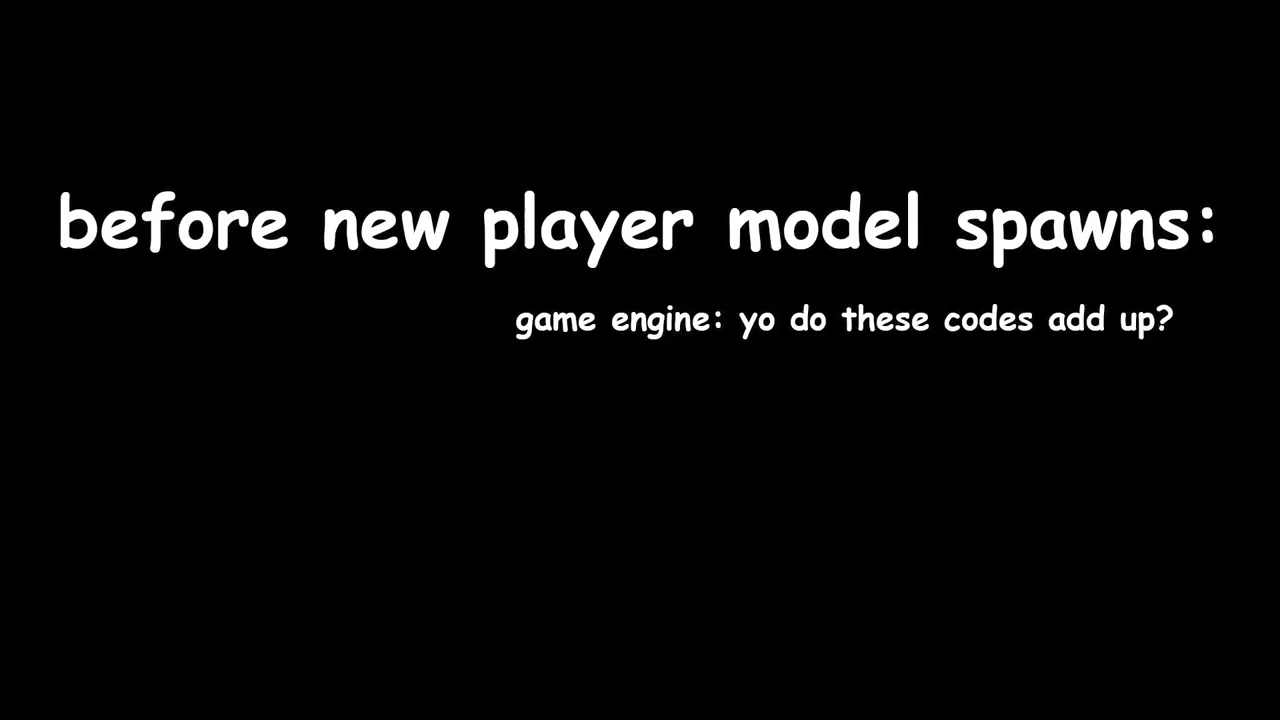 before new player model spawns:
game engine: yo do these codes add up?